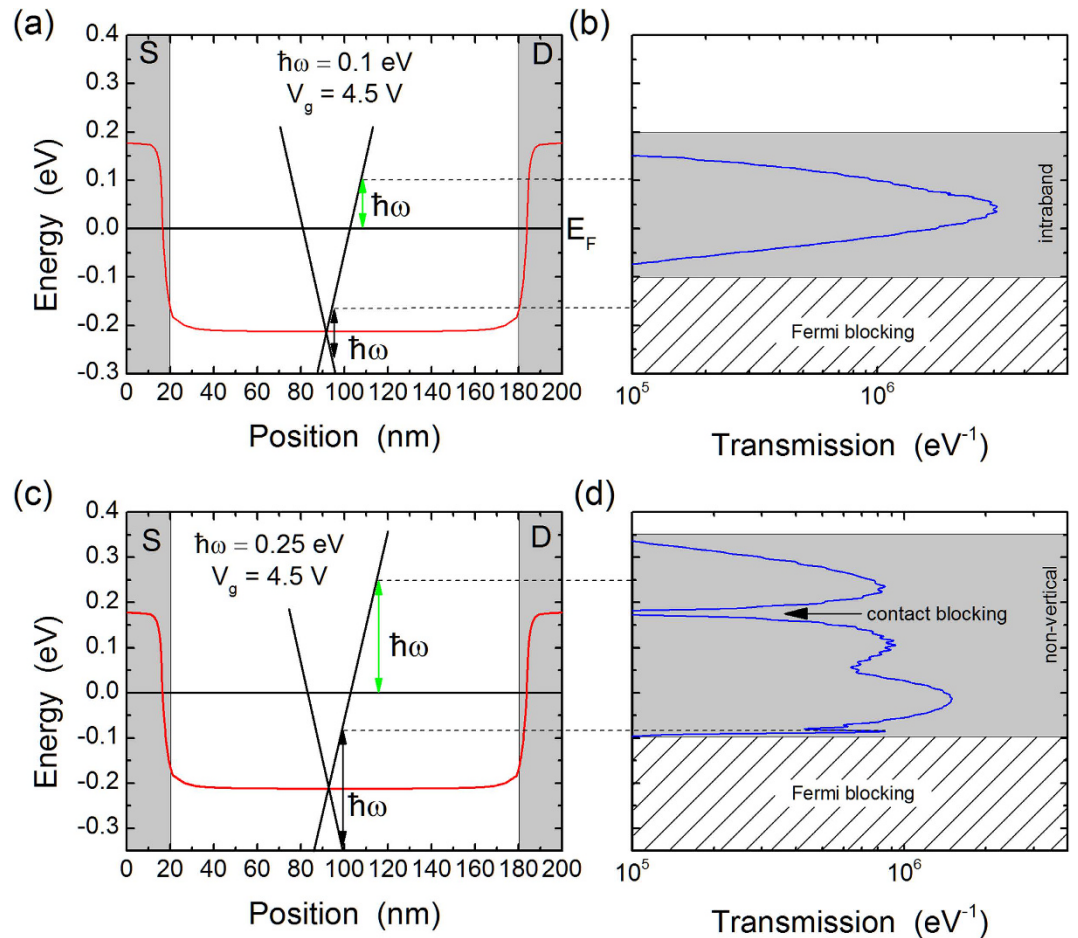 (a)
S
D
ħω = 0.1 eV
V_g = 4.5 V
ħω
ħω
E_F
0.4
0.3
0.2
0.1
0.0
-0.1
-0.2
-0.3
Energy (eV)
0 20 40 60 80 100 120 140 160 180 200
Position (nm)
(b)
intraband
Fermi blocking
10^5
10^6
Transmission (eV^-1)
(c)
S
D
ħω = 0.25 eV
V_g = 4.5 V
ħω
ħω
0.4
0.3
0.2
0.1
0.0
-0.1
-0.2
-0.3
Energy (eV)
0 20 40 60 80 100 120 140 160 180 200
Position (nm)
(d)
contact blocking
non-vertical
Fermi blocking
10^5
10^6
Transmission (eV^-1)